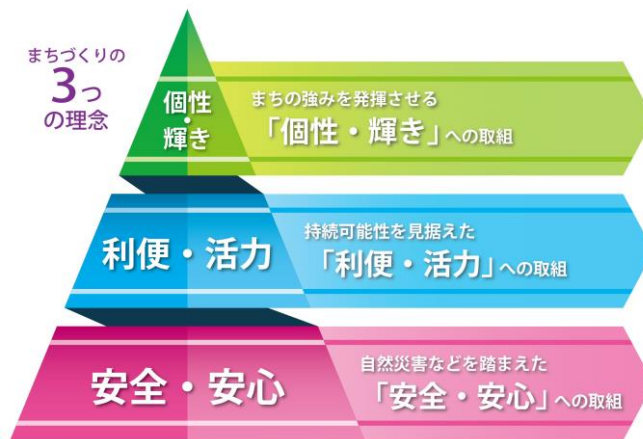 まちづくりの
3つ
の理念
個性
・
輝き
まちの強みを発揮させる
「個性・輝き」への取組
利便・活力
持続可能性を見据えた
「利便・活力」への取組
安全・安心
自然災害などを踏まえた
「安全・安心」への取組